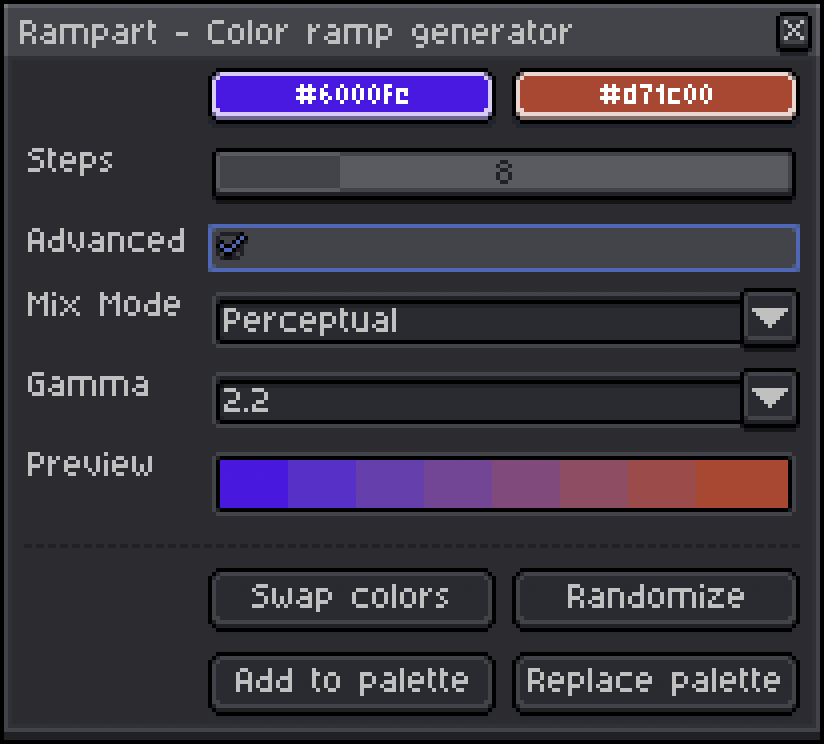 Rampart - Color ramp generator
#6000fe #d71c00
Steps 8
Advanced
Mix Mode Perceptual
Gamma 2.2
Preview
Swap colors Randomize
Add to palette Replace palette